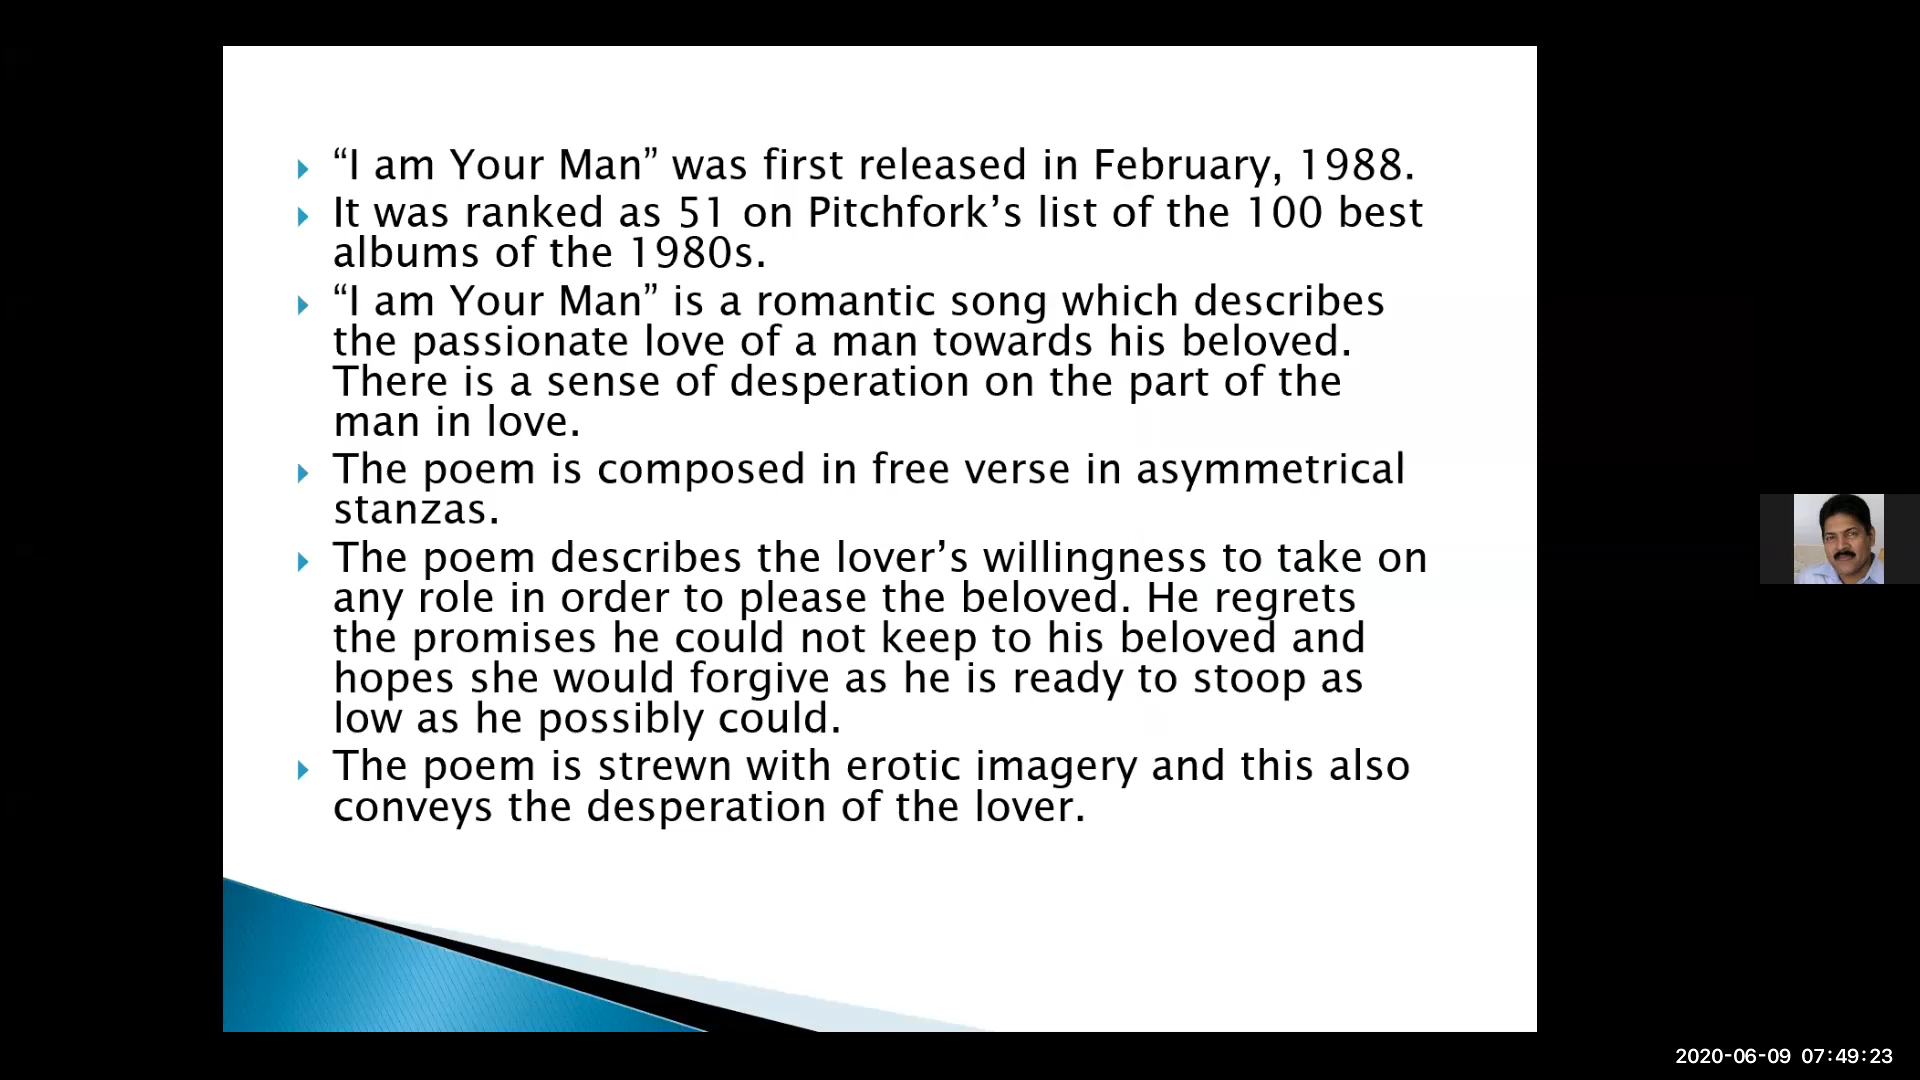 “I am Your Man” was first released in February, 1988.
It was ranked as 51 on Pitchfork’s list of the 100 best
albums of the 1980s.
“I am Your Man” is a romantic song which describes
the passionate love of a man towards his beloved.
There is a sense of desperation on the part of the
man in love.
The poem is composed in free verse in asymmetrical
stanzas.
The poem describes the lover’s willingness to take on
any role in order to please the beloved. He regrets
the promises he could not keep to his beloved and
hopes she would forgive as he is ready to stoop as
low as he possibly could.
The poem is strewn with erotic imagery and this also
conveys the desperation of the lover.
2020-06-09 07:49:23